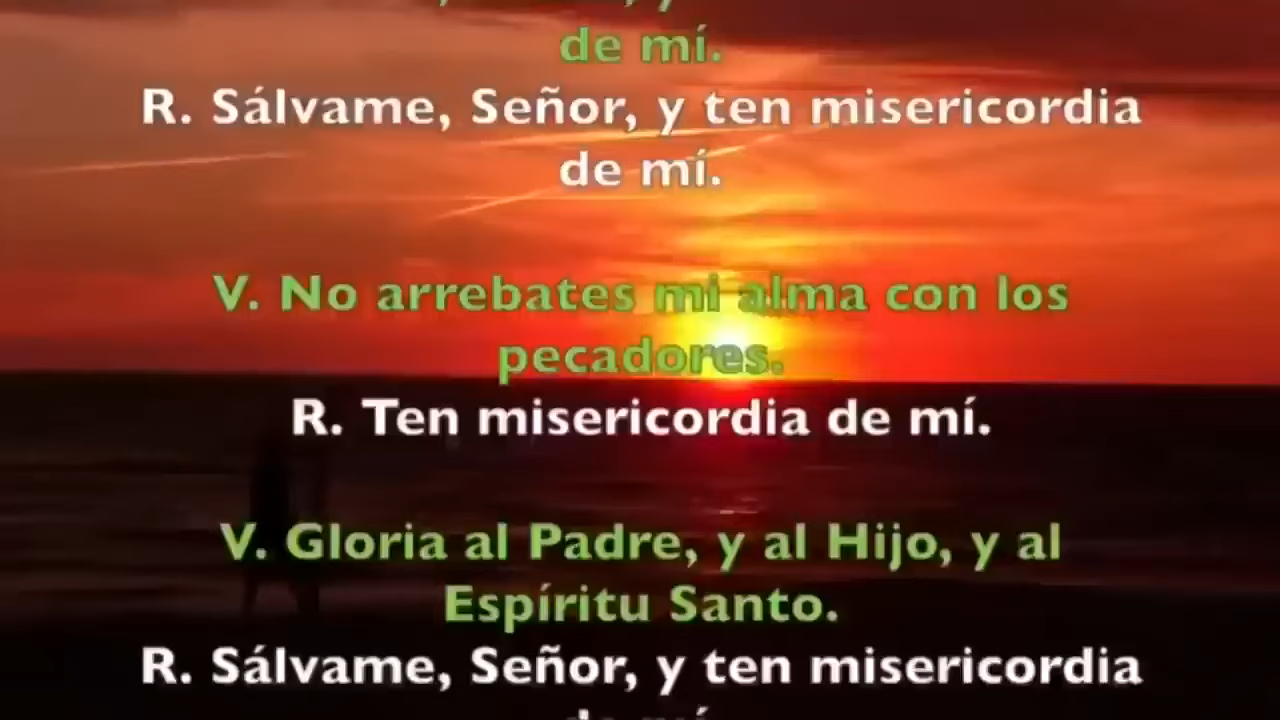 de mí.
R. Sálvame, Señor, y ten misericordia
de mí.
V. No arrebates mi alma con los
pecadores.
R. Ten misericordia de mí.
V. Gloria al Padre, y al Hijo, y al
Espíritu Santo.
R. Sálvame, Señor, y ten misericordia